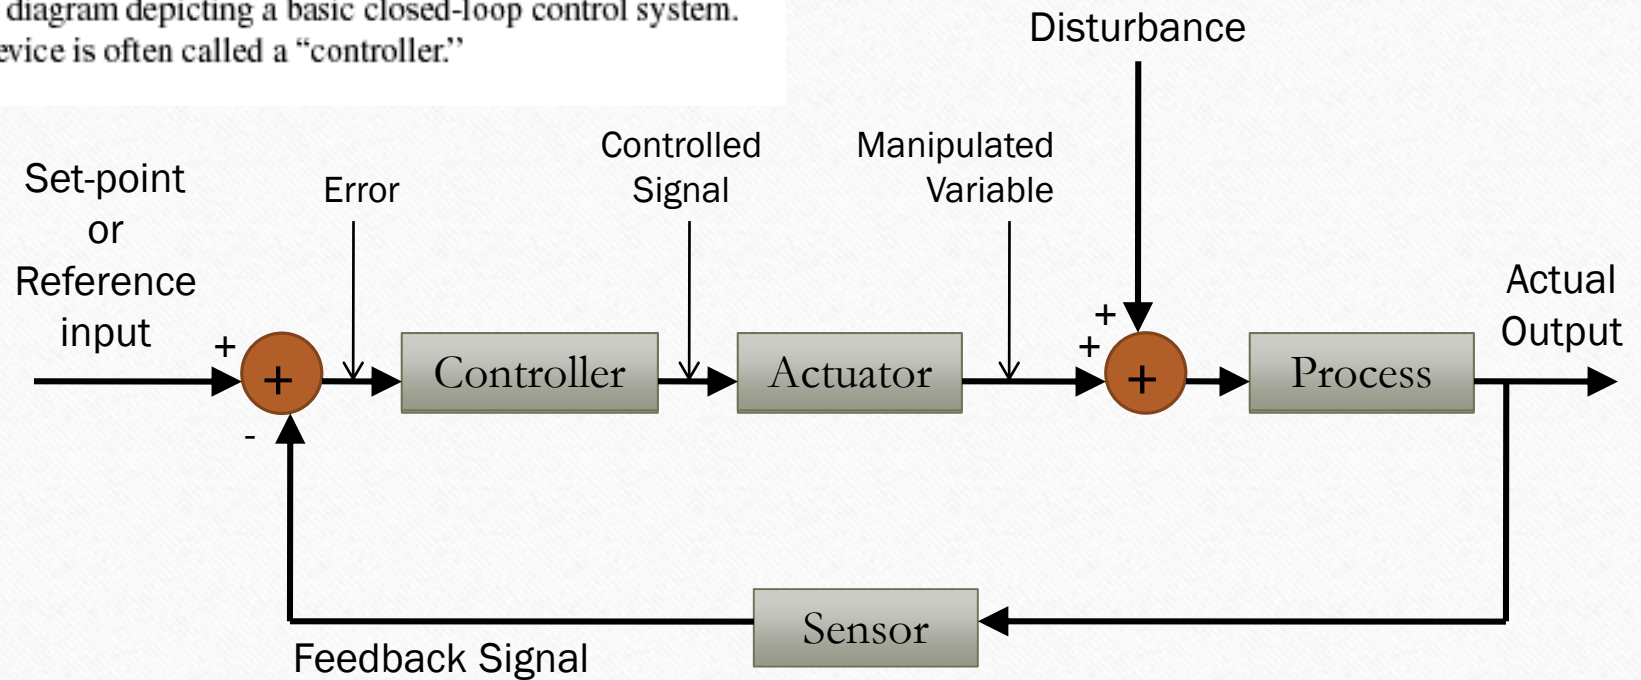 diagram depicting a basic closed-loop control system.
is often called a “controller.”
Disturbance
Controlled
Signal
Manipulated
Variable
Set-point
or
Reference
input
Error
Actual
Output
+
+
+
+
+
-
Controller
Actuator
Process
Sensor
Feedback Signal